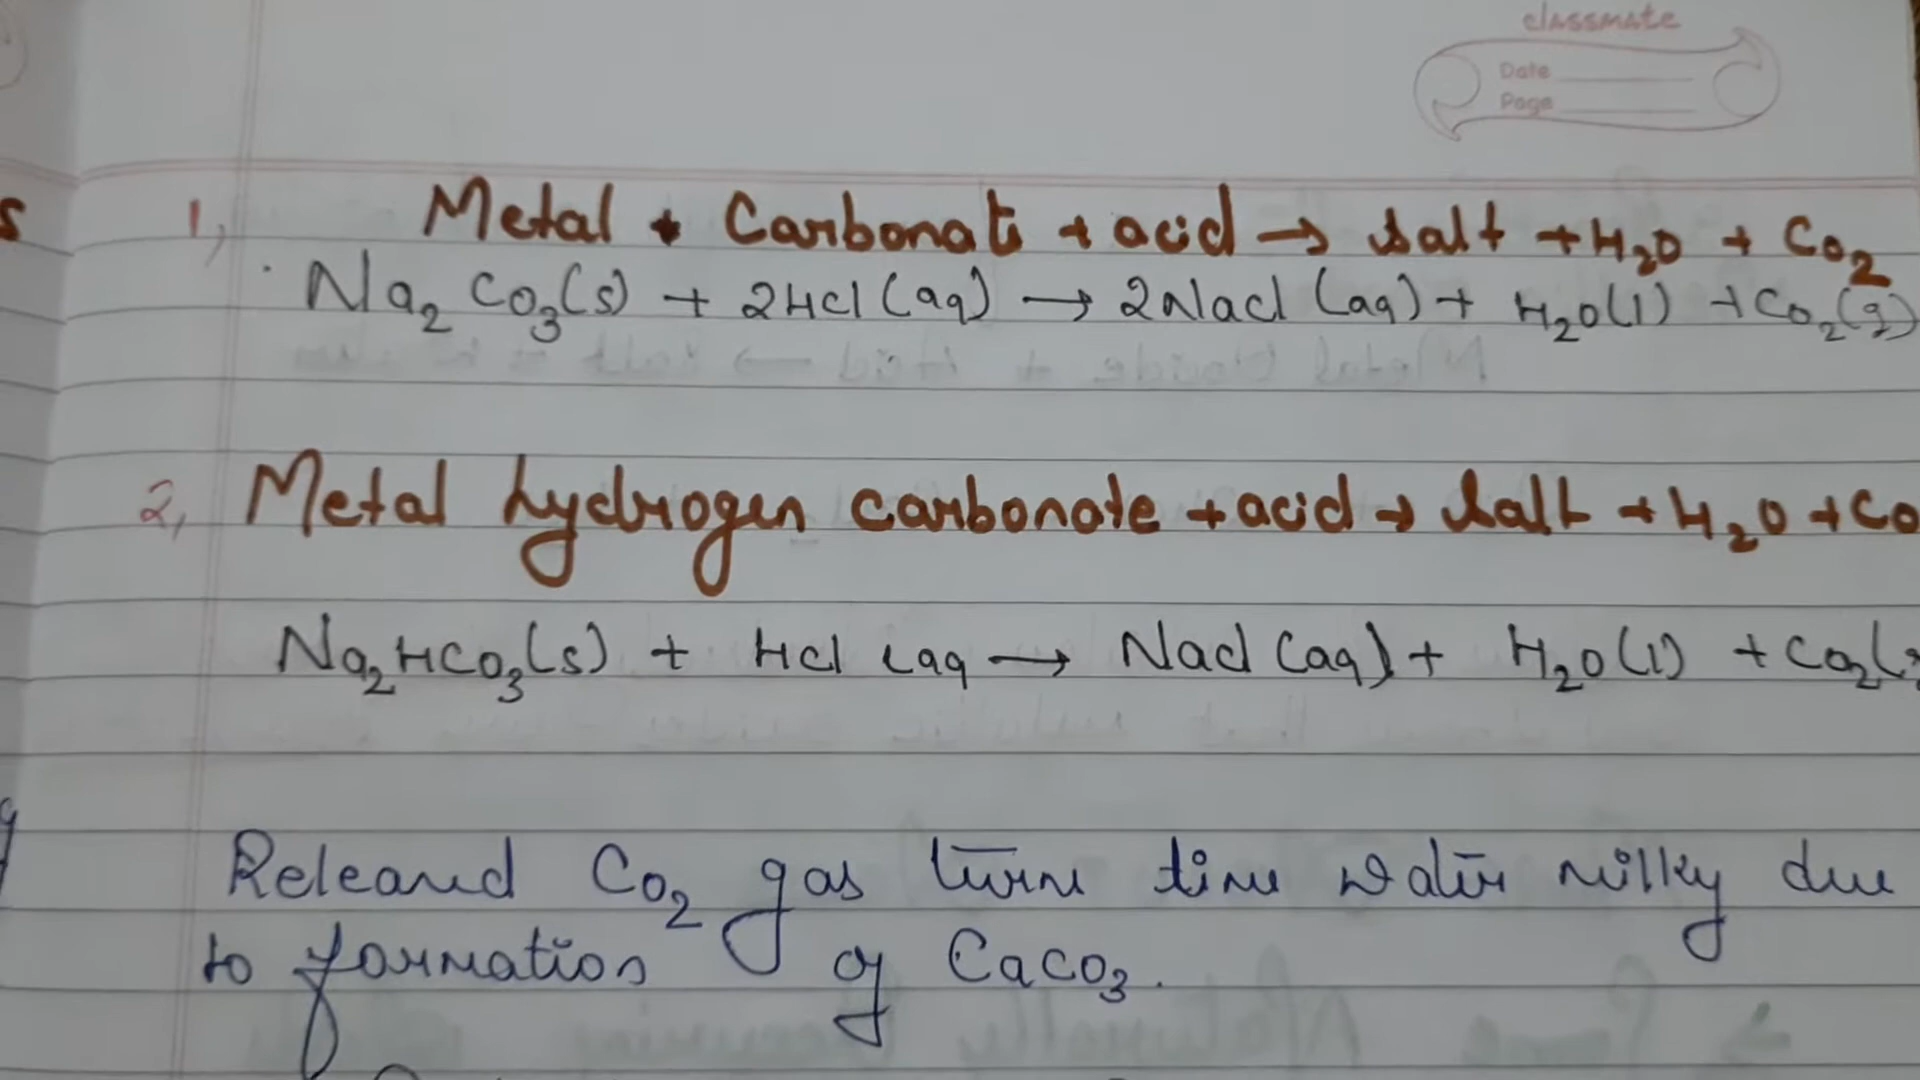 classmate
Date
Page
s
1, Metal + Carbonate + acid → salt + H₂O + CO₂
Na₂CO₃(s) + 2HCl(aq) → 2NaCl(aq) + H₂O(l) + CO₂(g)
2, Metal hydrogen carbonate + acid → salt + H₂O + CO
Na₂HCO₃(s) + HCl (aq → NaCl(aq) + H₂O(l) + CO₂(
Released CO₂ gas turn lime water milky due
to formation of CaCO₃.